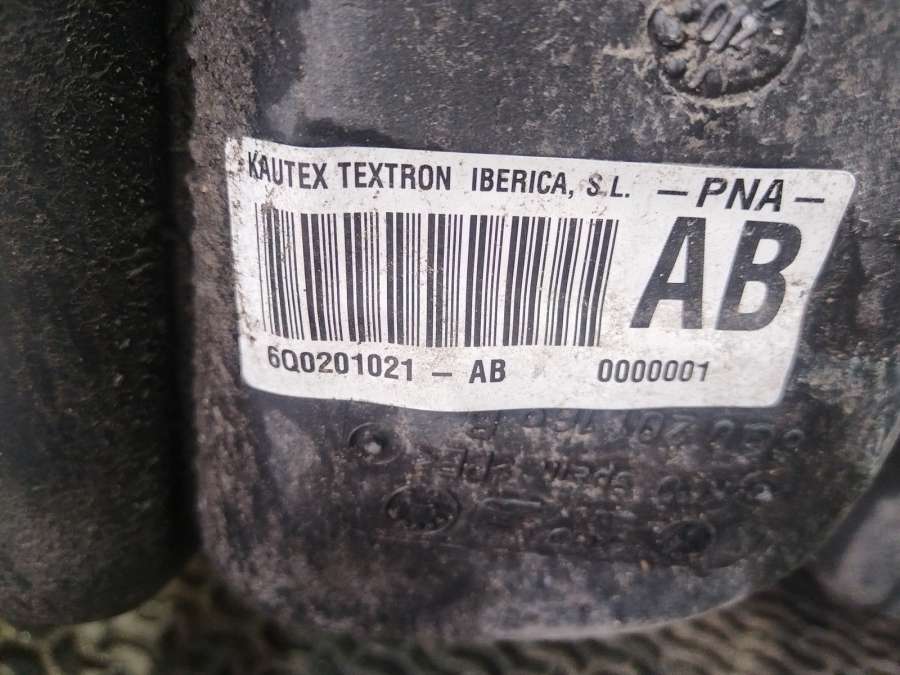 KAUTEX TEXTRON IBERICA, S.L. — PNA —
AB
6Q0201021 - AB 0000001